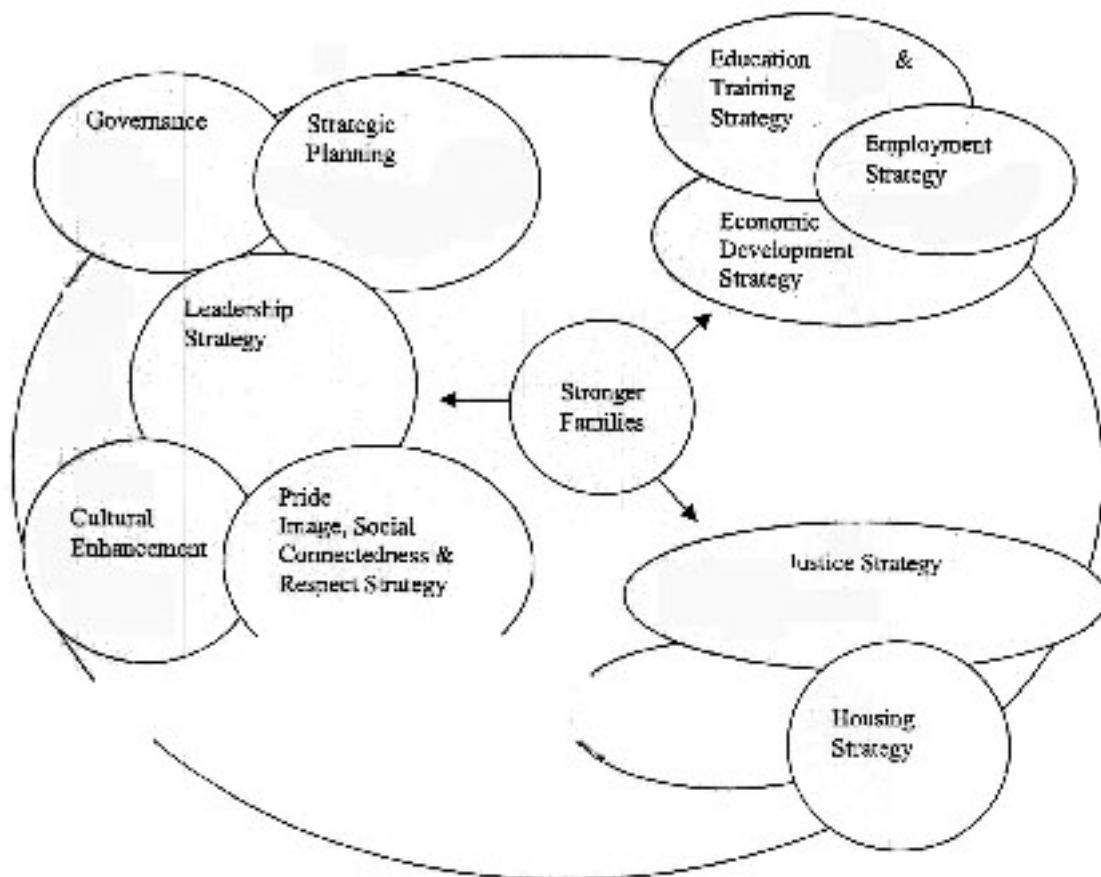 Governance
Strategic
Planning
Education &
Training
Strategy
Employment
Strategy
Economic
Development
Strategy
Leadership
Strategy
Stronger
Families
Cultural
Enhancement
Pride
Image, Social
Connectedness &
Respect Strategy
Justice Strategy
Housing
Strategy